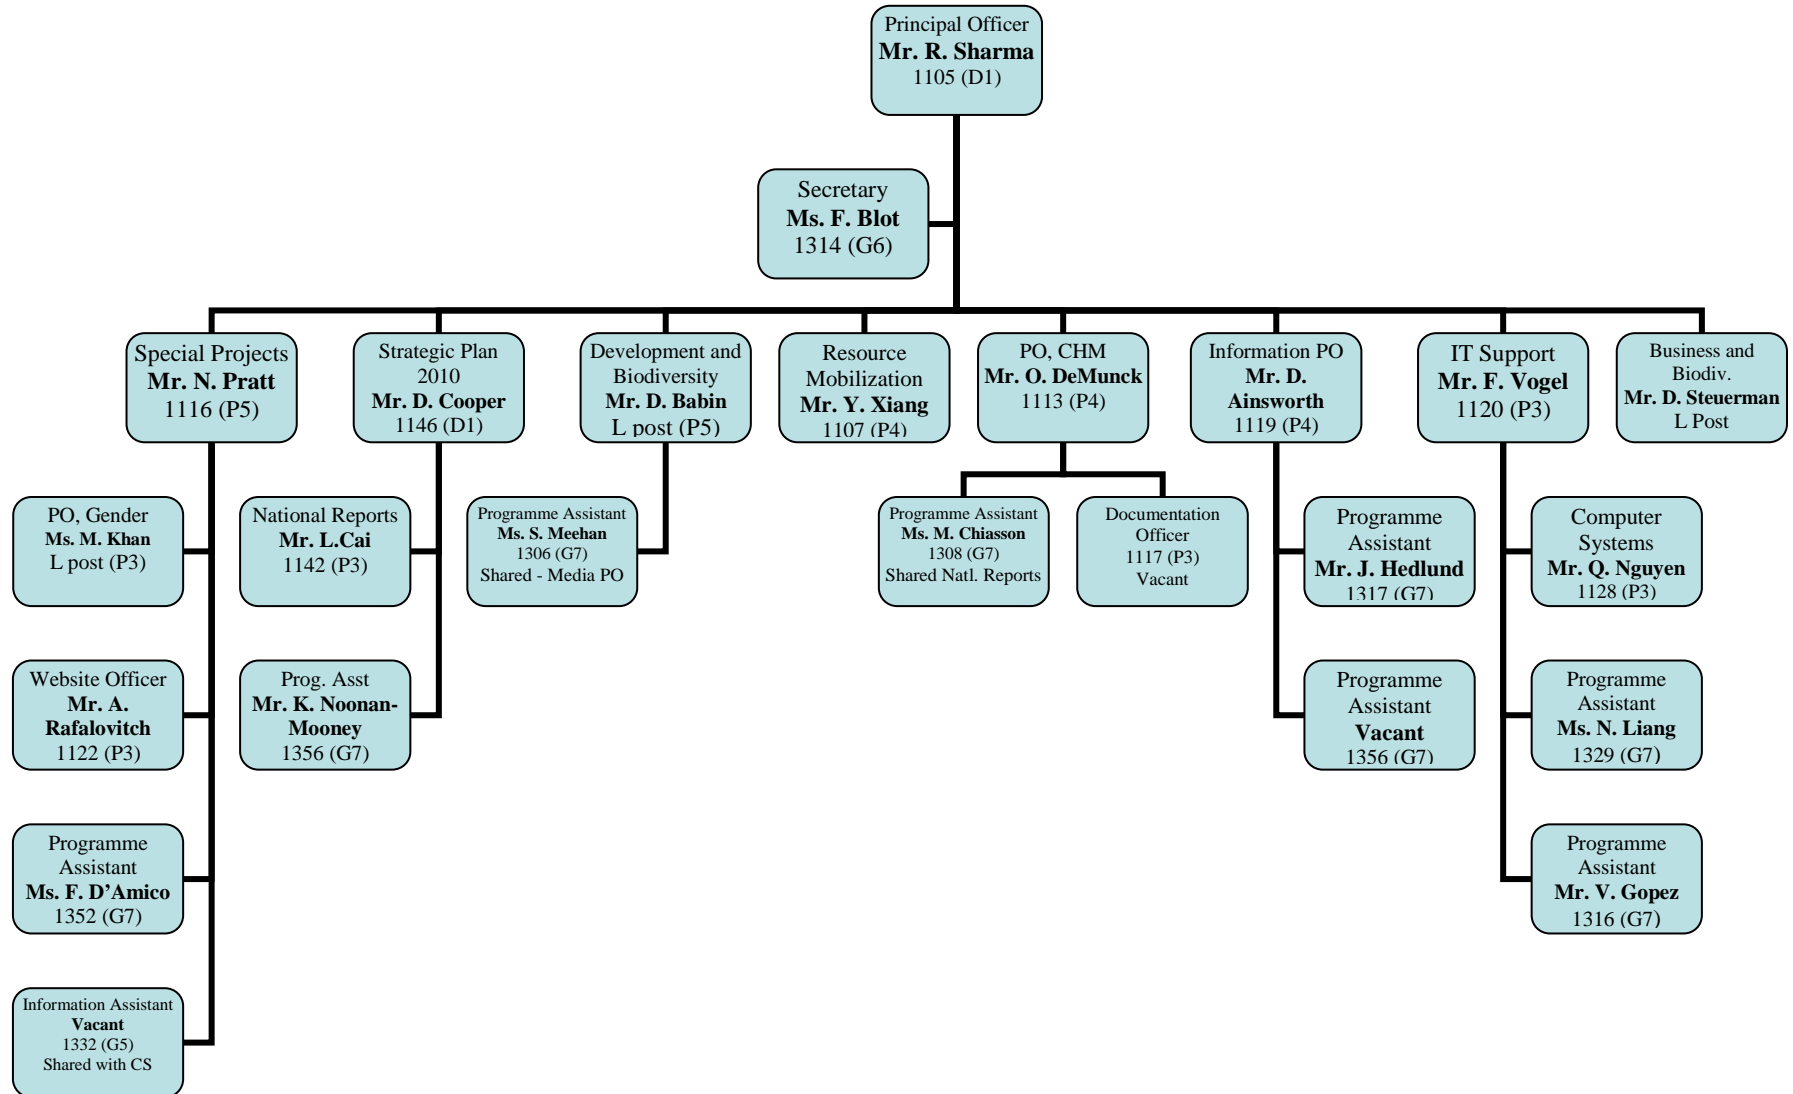 Principal Officer
Mr. R. Sharma
1105 (D1)
Secretary
Ms. F. Blot
1314 (G6)
Special Projects
Mr. N. Pratt
1116 (P5)
Strategic Plan
2010
Mr. D. Cooper
1146 (D1)
Development and
Biodiversity
Mr. D. Babin
L post (P5)
Resource
Mobilization
Mr. Y. Xiang
1107 (P4)
PO, CHM
Mr. O. DeMunck
1113 (P4)
Information PO
Mr. D.
Ainsworth
1119 (P4)
IT Support
Mr. F. Vogel
1120 (P3)
Business and
Biodiv.
Mr. D. Steuerman
L Post
PO, Gender
Ms. M. Khan
L post (P3)
National Reports
Mr. L.Cai
1142 (P3)
Programme Assistant
Ms. S. Meehan
1306 (G7)
Shared - Media PO
Programme Assistant
Ms. M. Chiasson
1308 (G7)
Shared Natl. Reports
Documentation
Officer
1117 (P3)
Vacant
Programme
Assistant
Mr. J. Hedlund
1317 (G7)
Computer
Systems
Mr. Q. Nguyen
1128 (P3)
Website Officer
Mr. A.
Rafalovitch
1122 (P3)
Prog. Asst
Mr. K. Noonan-
Mooney
1356 (G7)
Programme
Assistant
Vacant
1356 (G7)
Programme
Assistant
Ms. N. Liang
1329 (G7)
Programme
Assistant
Ms. F. D’Amico
1352 (G7)
Programme
Assistant
Mr. V. Gopez
1316 (G7)
Information Assistant
Vacant
1332 (G5)
Shared with CS